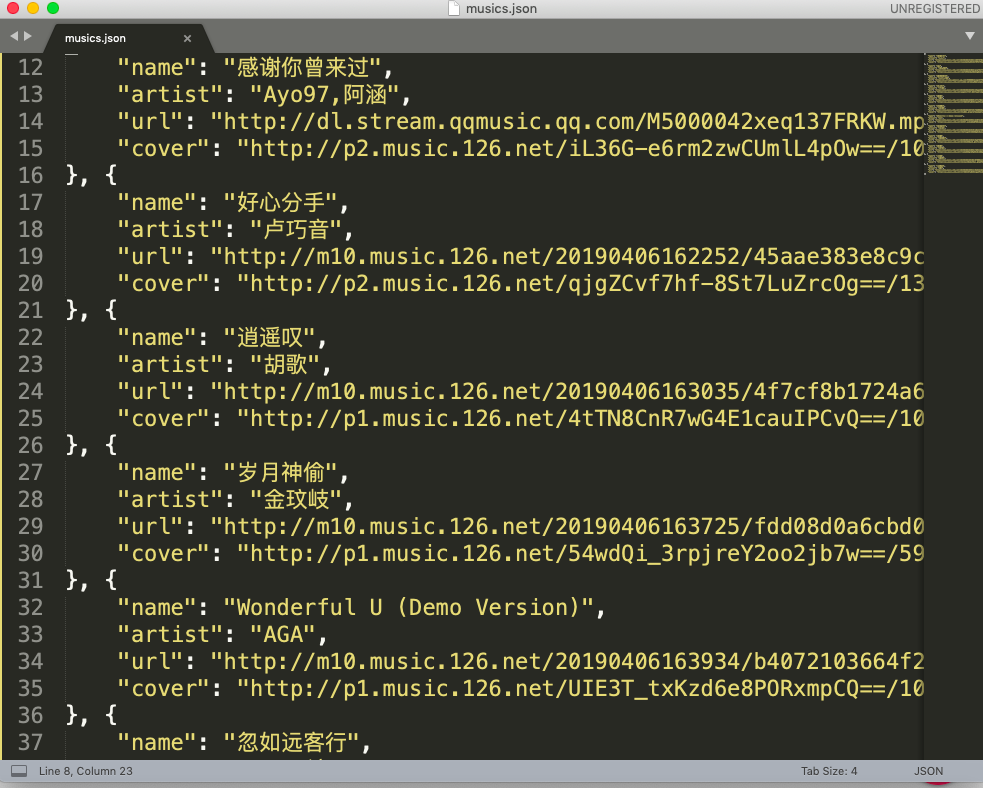 musics.json
UNREGISTERED
musics.json
12 "name": "感谢你曾来过",
13 "artist": "Ayo97,阿涵",
14 "url": "http://dl.stream.qqmusic.qq.com/M5000042xeq137FRKW.mp
15 "cover": "http://p2.music.126.net/iL36G-e6rm2zwCUmlL4pOw==/10
16 }, {
17 "name": "好心分手",
18 "artist": "卢巧音",
19 "url": "http://m10.music.126.net/20190406162252/45aae383e8c9c
20 "cover": "http://p2.music.126.net/qjgZCvf7hf-8St7LuZrcOg==/13
21 }, {
22 "name": "逍遥叹",
23 "artist": "胡歌",
24 "url": "http://m10.music.126.net/20190406163035/4f7cf8b1724a6
25 "cover": "http://p1.music.126.net/4tTN8CnR7wG4E1cauIPCvQ==/10
26 }, {
27 "name": "岁月神偷",
28 "artist": "金玟岐",
29 "url": "http://m10.music.126.net/20190406163725/fdd08d0a6cbd0
30 "cover": "http://p1.music.126.net/54wdQi_3rpjreY2oo2jb7w==/59
31 }, {
32 "name": "Wonderful U (Demo Version)",
33 "artist": "AGA",
34 "url": "http://m10.music.126.net/20190406163934/b4072103664f2
35 "cover": "http://p1.music.126.net/UIE3T_txKzd6e8PORxmpCQ==/10
36 }, {
37 "name": "忽如远客行",
Line 8, Column 23
Tab Size: 4
JSON